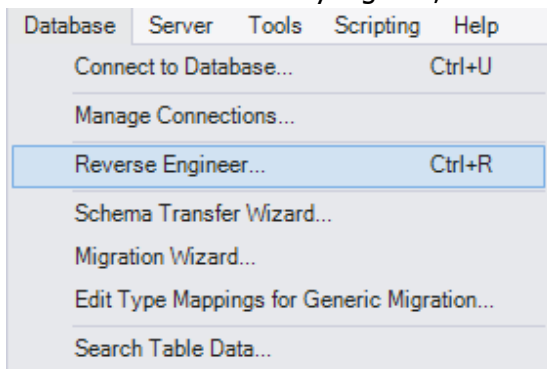 Database Server Tools Scripting Help
Connect to Database... Ctrl+U
Manage Connections...
Reverse Engineer... Ctrl+R
Schema Transfer Wizard...
Migration Wizard...
Edit Type Mappings for Generic Migration...
Search Table Data...